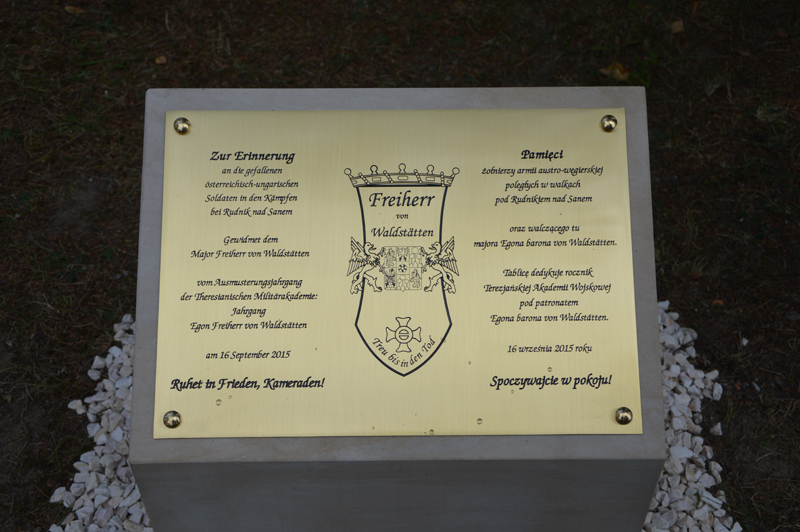 Zur Erinnerung
an die gefallenen
österreichisch-ungarischen
Soldaten in den Kämpfen
bei Rudnik nad Sanem
Gewidmet dem
Major Freiherr von Waldstätten
vom Ausmusterungsjahrgang
der Theresianischen Militärakademie:
Jahrgang
Egon Freiherr von Waldstätten
am 16 September 2015
Ruhet in Frieden, Kameraden!
Freiherr
von
Waldstätten
Treu bis in den Tod
Pamięci
żołnierzy armii austro-węgierskiej
poległych w walkach
pod Rudnikiem nad Sanem
oraz walczącego tu
majora Egona barona von Waldstätten.
Tablicę dedykuje rocznik
Terezjańskiej Akademii Wojskowej
pod patronatem
Egona barona von Waldstätten.
16 września 2015 roku
Spoczywajcie w pokoju!